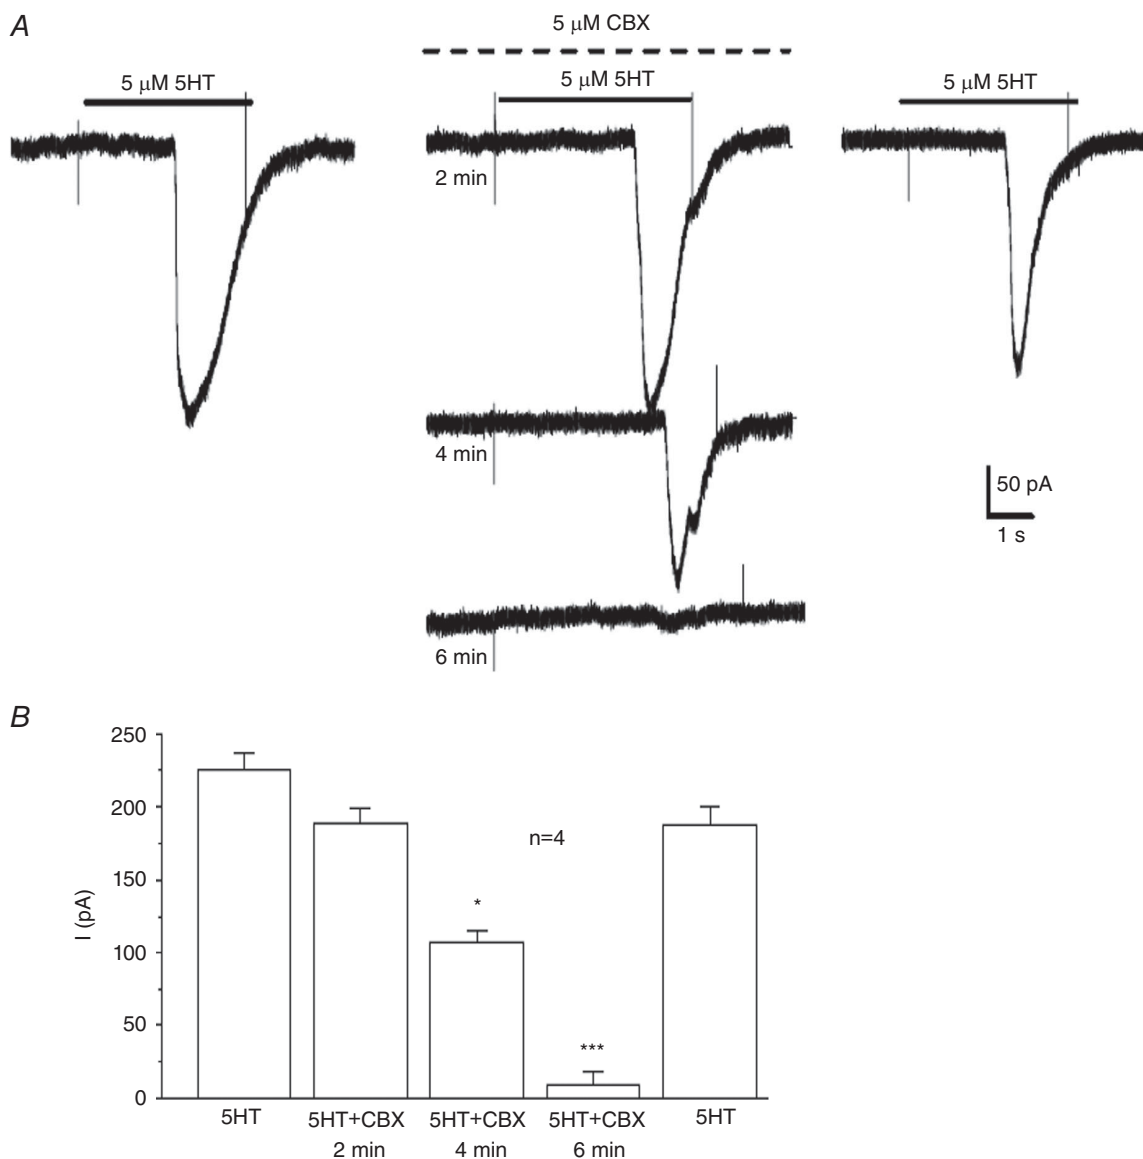 A
5 μM CBX
5 μM 5HT
5 μM 5HT
5 μM 5HT
2 min
4 min
50 pA
1 s
6 min
B
250
200
150
100
50
0
I (pA)
n=4
*
***
5HT
5HT+CBX
2 min
5HT+CBX
4 min
5HT+CBX
6 min
5HT